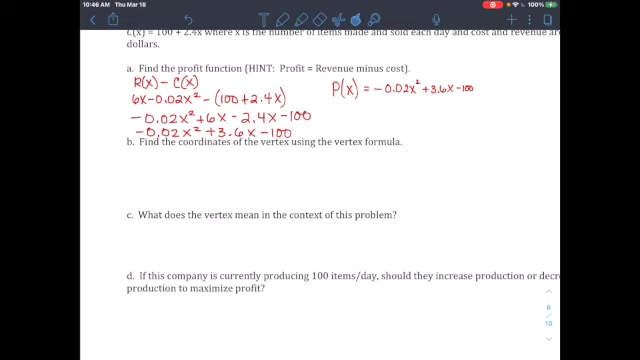 10:46 AM Thu Mar 18
C(x) = 100 + 2.4x where x is the number of items made and sold each day and cost and revenue are
dollars.
a. Find the profit function (HINT: Profit = Revenue minus cost).
R(x) - C(x)
6x - 0.02x² - (100 + 2.4x)
P(x) = -0.02x² + 3.6x - 100
-0.02x² + 6x - 2.4x - 100
-0.02x² + 3.6x - 100
b. Find the coordinates of the vertex using the vertex formula.
c. What does the vertex mean in the context of this problem?
d. If this company is currently producing 100 items/day, should they increase production or decr
production to maximize profit?
6
/
10